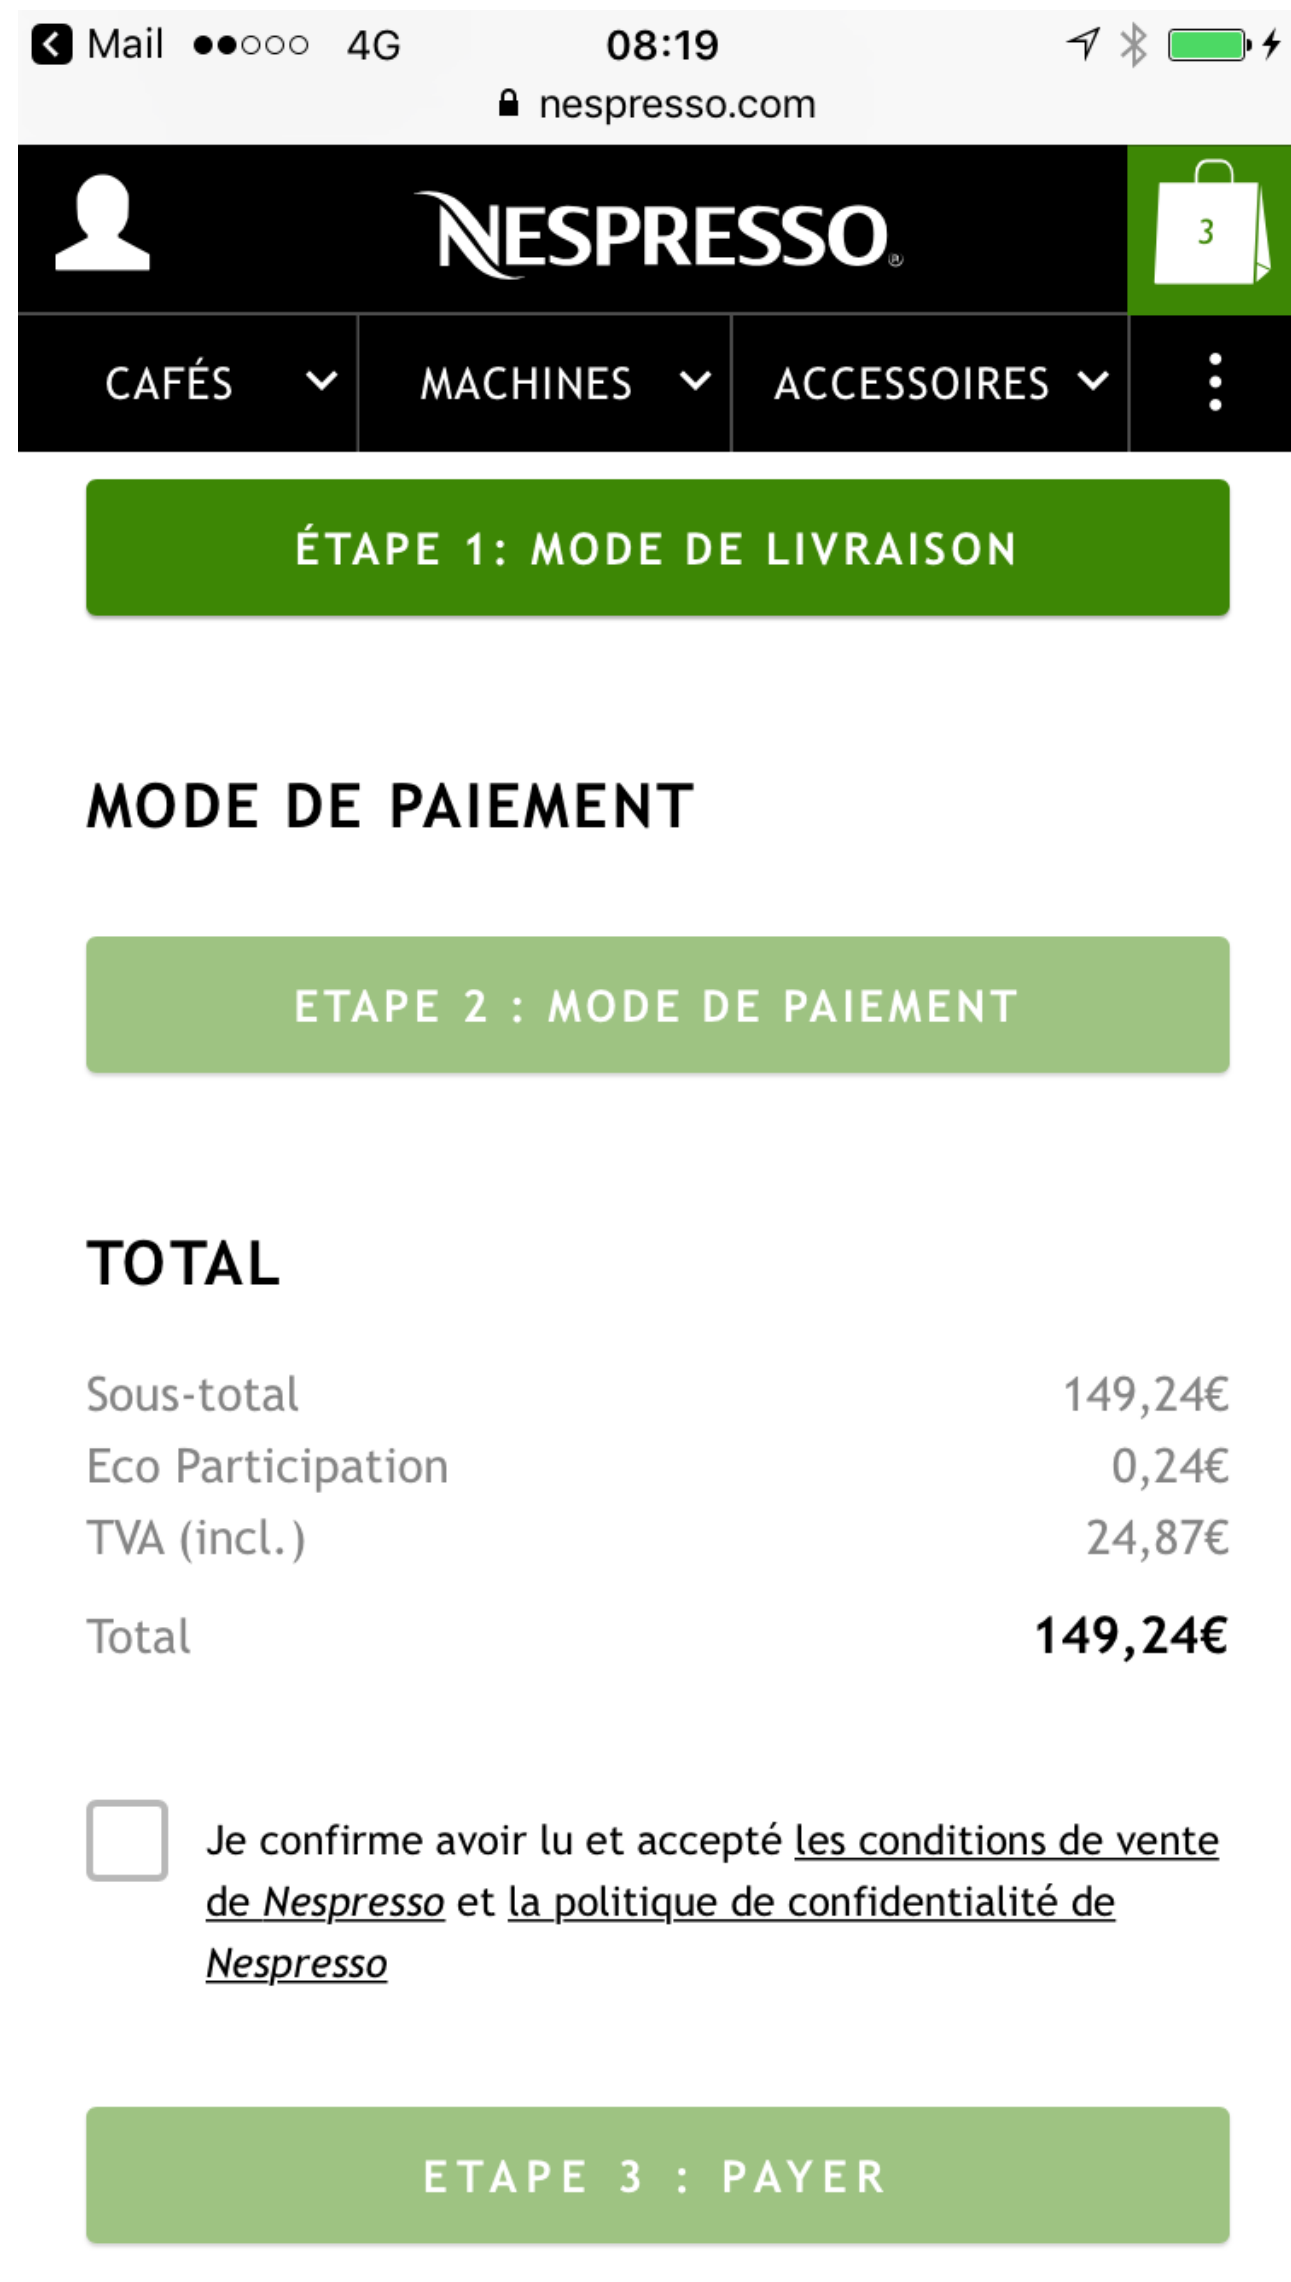 Mail 4G 08:19
nespresso.com
NESPRESSO®
3
CAFÉS MACHINES ACCESSOIRES
ÉTAPE 1: MODE DE LIVRAISON
MODE DE PAIEMENT
ETAPE 2 : MODE DE PAIEMENT
TOTAL
Sous-total 149,24€
Eco Participation 0,24€
TVA (incl.) 24,87€
Total 149,24€
Je confirme avoir lu et accepté les conditions de vente
de Nespresso et la politique de confidentialité de
Nespresso
ETAPE 3 : PAYER